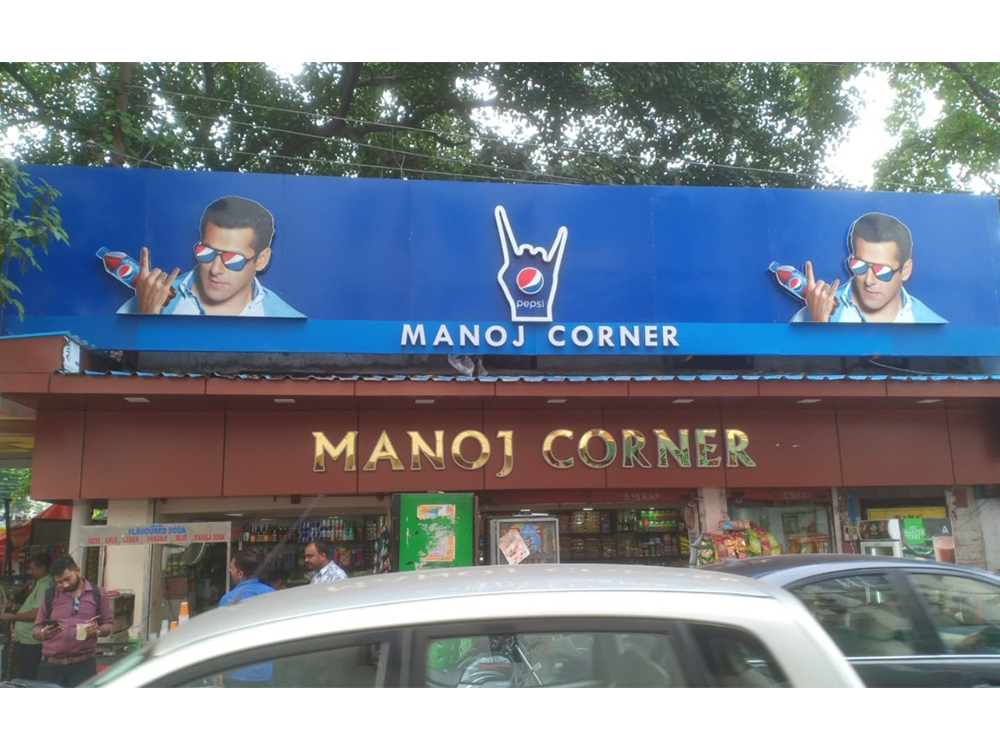 pepsi
MANOJ CORNER
MANOJ CORNER
FLAVOURED SODA